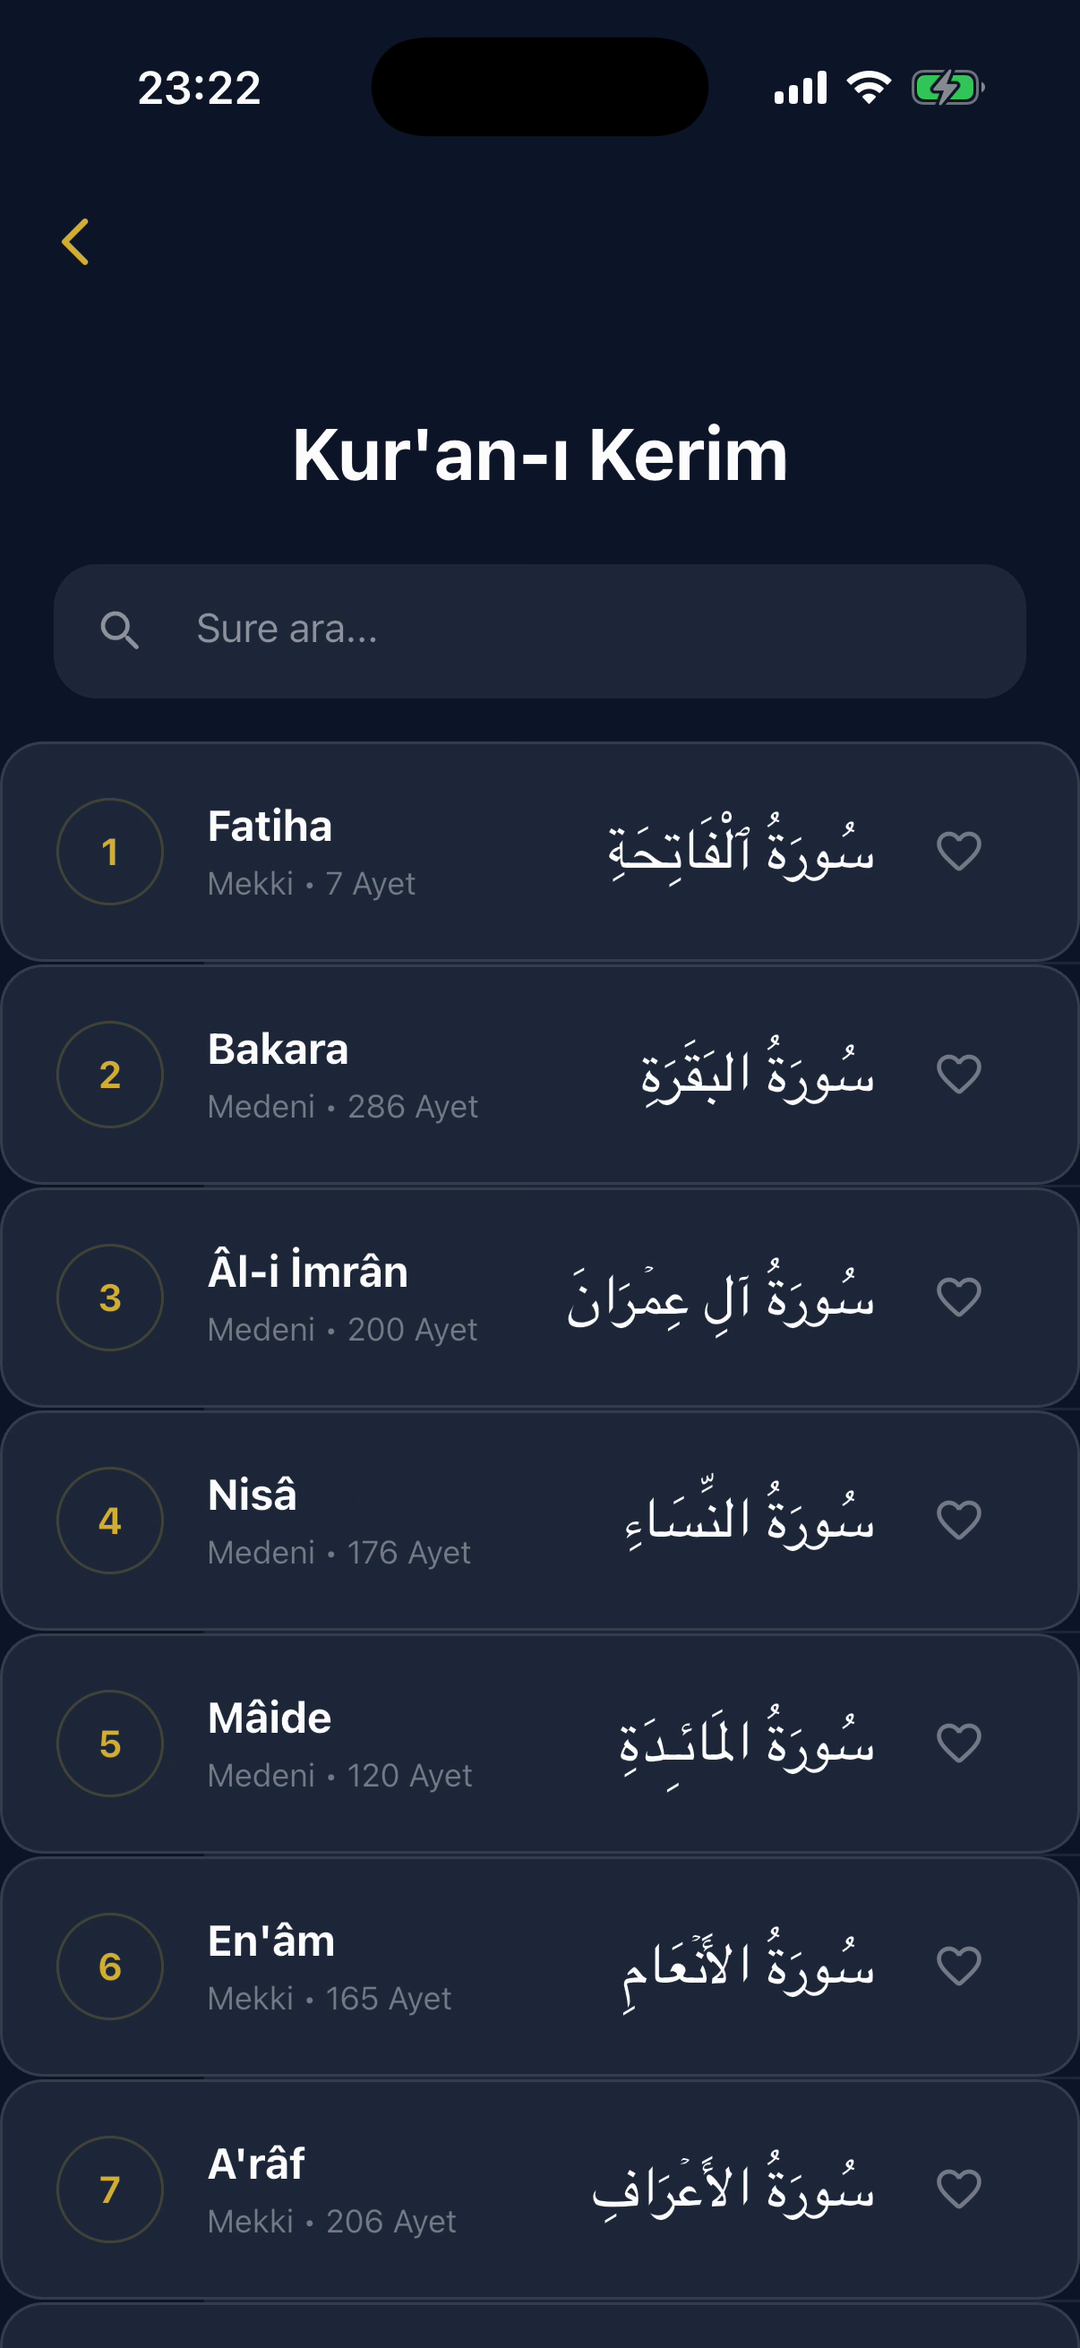 23:22
Kur'an-ı Kerim
Sure ara...
1
Fatiha
Mekki • 7 Ayet
سُورَةُ ٱلْفَاتِحَةِ
2
Bakara
Medeni • 286 Ayet
سُورَةُ البَقَرَةِ
3
Âl-i İmrân
Medeni • 200 Ayet
سُورَةُ آلِ عِمۡرَانَ
4
Nisâ
Medeni • 176 Ayet
سُورَةُ النِّسَاءِ
5
Mâide
Medeni • 120 Ayet
سُورَةُ المَائـِدَةِ
6
En'âm
Mekki • 165 Ayet
سُورَةُ الأَنۡعَامِ
7
A'râf
Mekki • 206 Ayet
سُورَةُ الأَعۡرَافِ